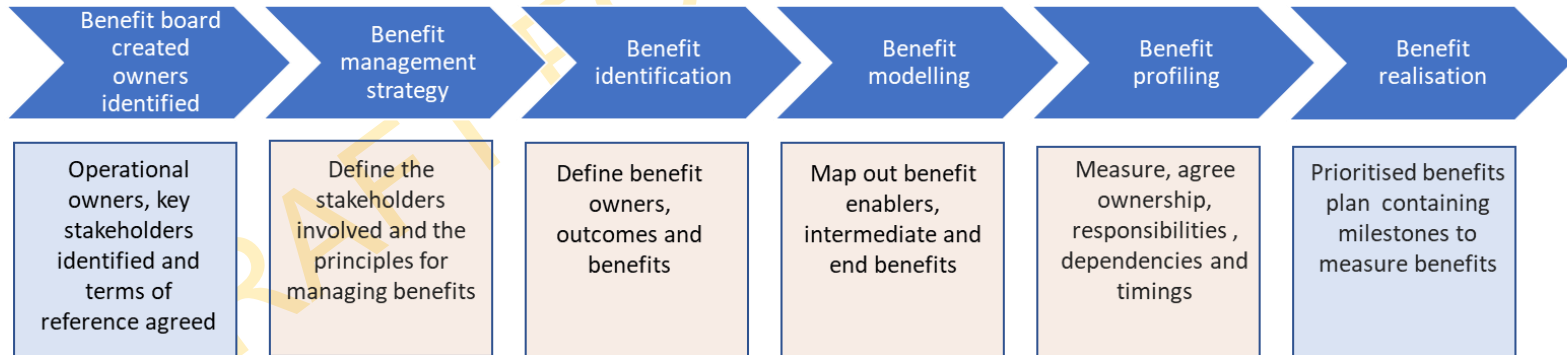 Benefit board
created
owners
identified
Benefit
management
strategy
Benefit
identification
Benefit
modelling
Benefit
profiling
Benefit
realisation
Operational
owners, key
stakeholders
identified and
terms of
reference agreed
Define the
stakeholders
involved and the
principles for
managing benefits
Define benefit
owners,
outcomes and
benefits
Map out benefit
enablers,
intermediate and
end benefits
Measure, agree
ownership,
responsibilities ,
dependencies and
timings
Prioritised benefits
plan containing
milestones to
measure benefits